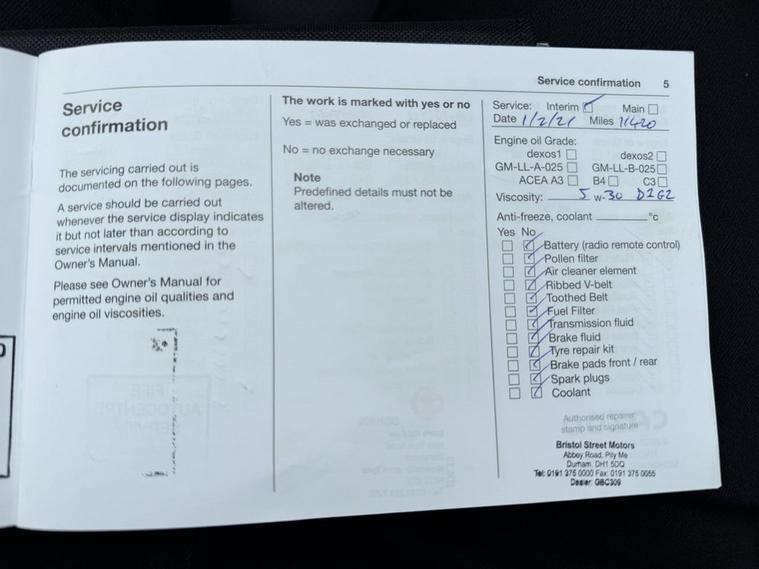 Service confirmation 5
Service
confirmation
The servicing carried out is
documented on the following pages.
A service should be carried out
whenever the service display indicates
it but not later than according to
service intervals mentioned in the
Owner's Manual.
Please see Owner's Manual for
permitted engine oil qualities and
engine oil viscosities.
The work is marked with yes or no
Yes = was exchanged or replaced
No = no exchange necessary
Note
Predefined details must not be
altered.
Service: Interim Main
Date 1/2/21 Miles 11420
Engine oil Grade:
dexos1 dexos2
GM-LL-A-025 GM-LL-B-025
ACEA A3 B4 C3
Viscosity: 5 w-30 D1G2
Anti-freeze, coolant °c
Yes No
Battery (radio remote control)
Pollen filter
Air cleaner element
Ribbed V-belt
Toothed Belt
Fuel Filter
Transmission fluid
Brake fluid
Tyre repair kit
Brake pads front / rear
Spark plugs
Coolant
Authorised repairer
stamp and signature
Bristol Street Motors
Abbey Road, Pity Me
Durham. DH1 5DQ
Tel: 0191 375 0000 Fax: 0191 375 0055
Dealer: GBC309